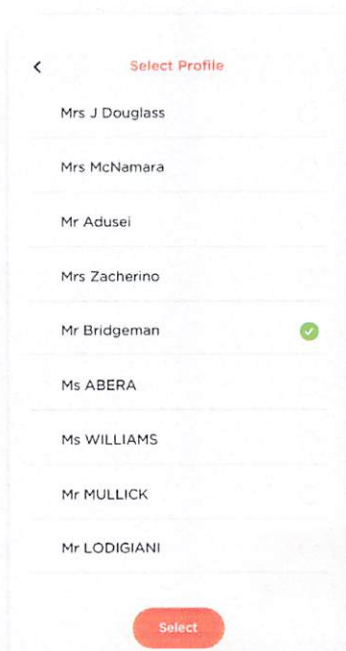 Select Profile
Mrs J Douglass
Mrs McNamara
Mr Adusei
Mrs Zacherino
Mr Bridgeman
Ms ABERA
Ms WILLIAMS
Mr MULLICK
Mr LODIGIANI
Select